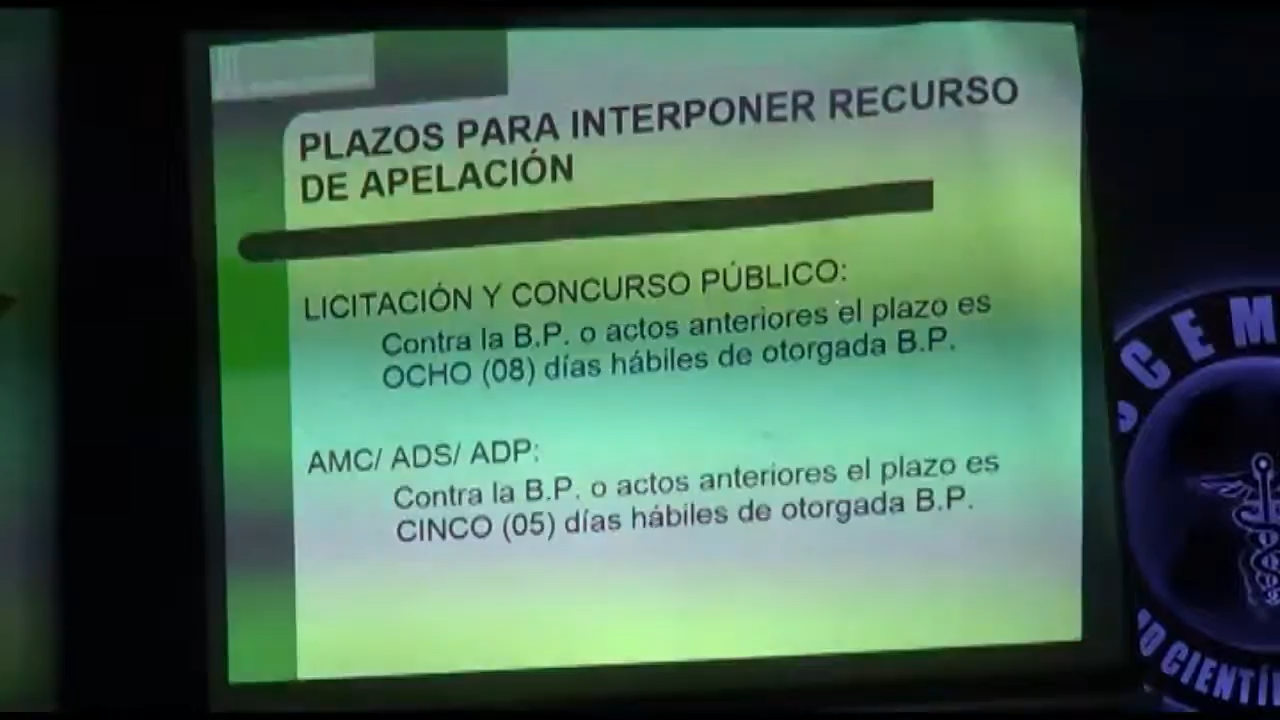 PLAZOS PARA INTERPONER RECURSO
DE APELACIÓN
LICITACIÓN Y CONCURSO PÚBLICO:
Contra la B.P. o actos anteriores el plazo es
OCHO (08) días hábiles de otorgada B.P.
AMC/ ADS/ ADP:
Contra la B.P. o actos anteriores el plazo es
CINCO (05) días hábiles de otorgada B.P.